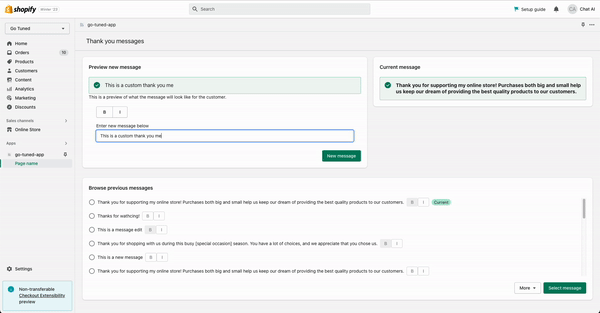 shopify
Winter '23
Search
Setup guide
CA
Chan Ai
Go Tuned
go-tuned-app
Home
Orders
10
Products
Customers
Content
Analytics
Marketing
Discounts
Sales channels
Online Store
Apps
go-tuned-app
Page name
Settings
Non-transferable
Checkout Extensibility
preview
Thank you messages
Preview new message
This is a custom thank you me
This is a preview of what the message will look like for the customer.
B I
Enter new message below
This is a custom thank you me
New message
Current message
Thank you for supporting my online store! Purchases both big and small help
us keep our dream of providing the best quality products to our customers.
Browse previous messages
Thank you for supporting my online store! Purchases both big and small help us keep our dream of providing the best quality products to our customers. B I Current
Thanks for wathcing! B I
This is a message edit B I
Thank you for shopping with us during this busy [special occasion] season. You have a lot of choices, and we appreciate that you chose us. B I
This is a new message B I
Thank you for supporting my online store! Purchases both big and small help us keep our dream of providing the best quality products to our customers. B I
More
Select message